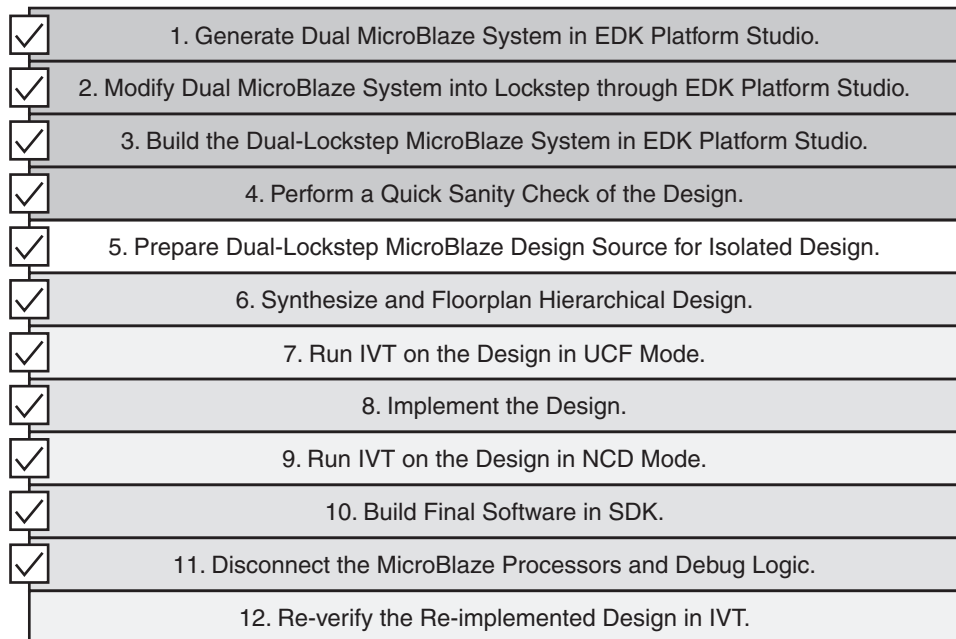 1. Generate Dual MicroBlaze System in EDK Platform Studio.
2. Modify Dual MicroBlaze System into Lockstep through EDK Platform Studio.
3. Build the Dual-Lockstep MicroBlaze System in EDK Platform Studio.
4. Perform a Quick Sanity Check of the Design.
5. Prepare Dual-Lockstep MicroBlaze Design Source for Isolated Design.
6. Synthesize and Floorplan Hierarchical Design.
7. Run IVT on the Design in UCF Mode.
8. Implement the Design.
9. Run IVT on the Design in NCD Mode.
10. Build Final Software in SDK.
11. Disconnect the MicroBlaze Processors and Debug Logic.
12. Re-verify the Re-implemented Design in IVT.